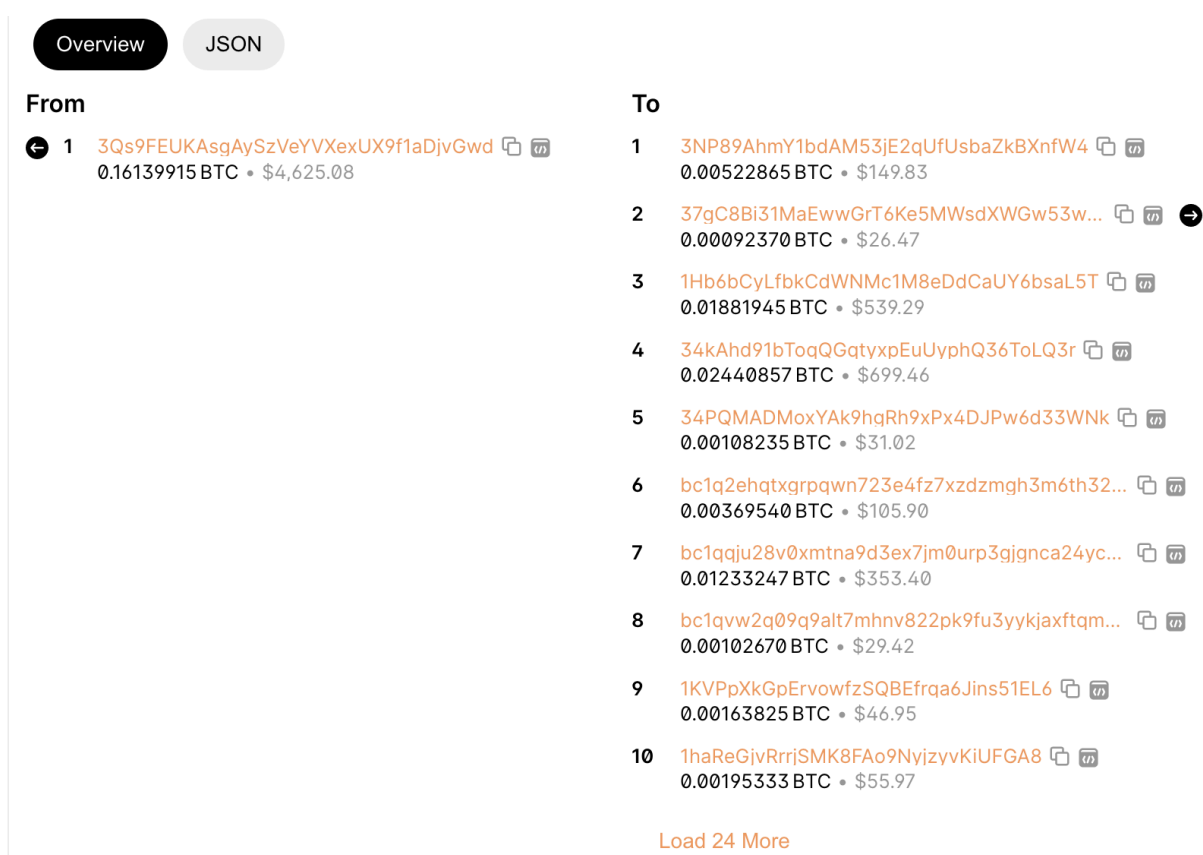 Overview JSON
From
1 3Qs9FEUKAsgAySzVeYVXexUX9f1aDjvGwd
0.16139915 BTC • $4,625.08
To
1 3NP89AhmY1bdAM53jE2qUfUsbaZkBXnfW4
0.00522865 BTC • $149.83
2 37gC8Bi31MaEwwGrT6Ke5MWsdXWGw53w...
0.00092370 BTC • $26.47
3 1Hb6bCyLfbkCdWNMc1M8eDdCaUY6bsaL5T
0.01881945 BTC • $539.29
4 34kAhd91bToqQGqtyxpEuUyphQ36ToLQ3r
0.02440857 BTC • $699.46
5 34PQMADMoxYAk9hgRh9xPx4DJPw6d33WNk
0.00108235 BTC • $31.02
6 bc1q2ehqtxgrpqwn723e4fz7xzdzmgh3m6th32...
0.00369540 BTC • $105.90
7 bc1qqju28v0xmtna9d3ex7jm0urp3gjgnca24yc...
0.01233247 BTC • $353.40
8 bc1qvw2q09q9alt7mhnv822pk9fu3yykjaxftqm...
0.00102670 BTC • $29.42
9 1KVPpXkGpErvowfzSQBEfrqa6Jins51EL6
0.00163825 BTC • $46.95
10 1haReGjvRrrjSMK8FAo9NyjzyvKiUFGA8
0.00195333 BTC • $55.97
Load 24 More